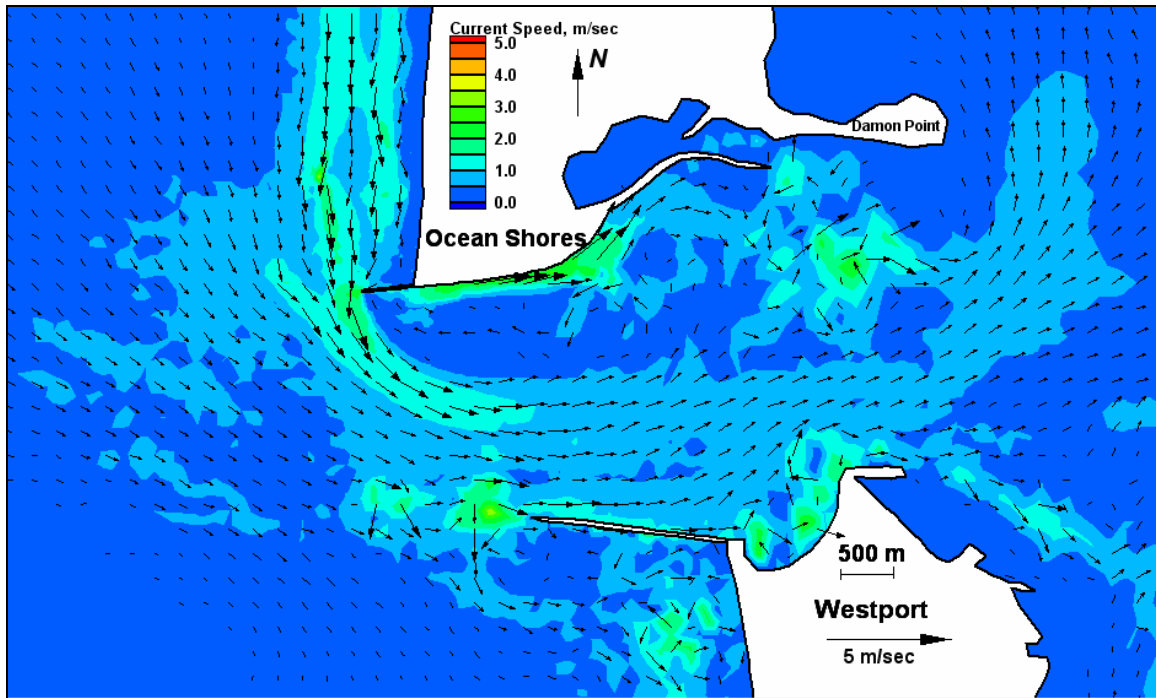 Current Speed, m/sec
5.0
4.0
3.0
2.0
1.0
0.0
N
Damon Point
Ocean Shores
500 m
Westport
5 m/sec